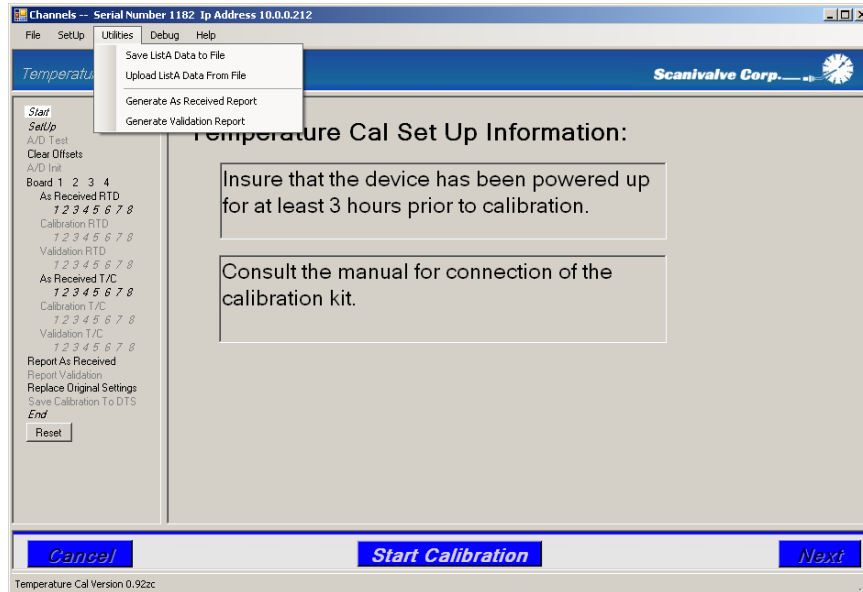 Channels -- Serial Number 1182 Ip Address 10.0.0.212
File SetUp Utilities Debug Help
Save ListA Data to File
Upload ListA Data From File
Generate As Received Report
Generate Validation Report
Scanivalve Corp.
Start
SetUp
A/D Test
Clear Offsets
A/D Init
Board 1 2 3 4
As Received RTD
1 2 3 4 5 6 7 8
Calibration RTD
1 2 3 4 5 6 7 8
Validation RTD
1 2 3 4 5 6 7 8
As Received T/C
1 2 3 4 5 6 7 8
Calibration T/C
1 2 3 4 5 6 7 8
Validation T/C
1 2 3 4 5 6 7 8
Report As Received
Report Validation
Replace Original Settings
Save Calibration To DTS
End
Reset
Temperature Cal Set Up Information:
Insure that the device has been powered up
for at least 3 hours prior to calibration.
Consult the manual for connection of the
calibration kit.
Cancel
Start Calibration
Next
Temperature Cal Version 0.92zc